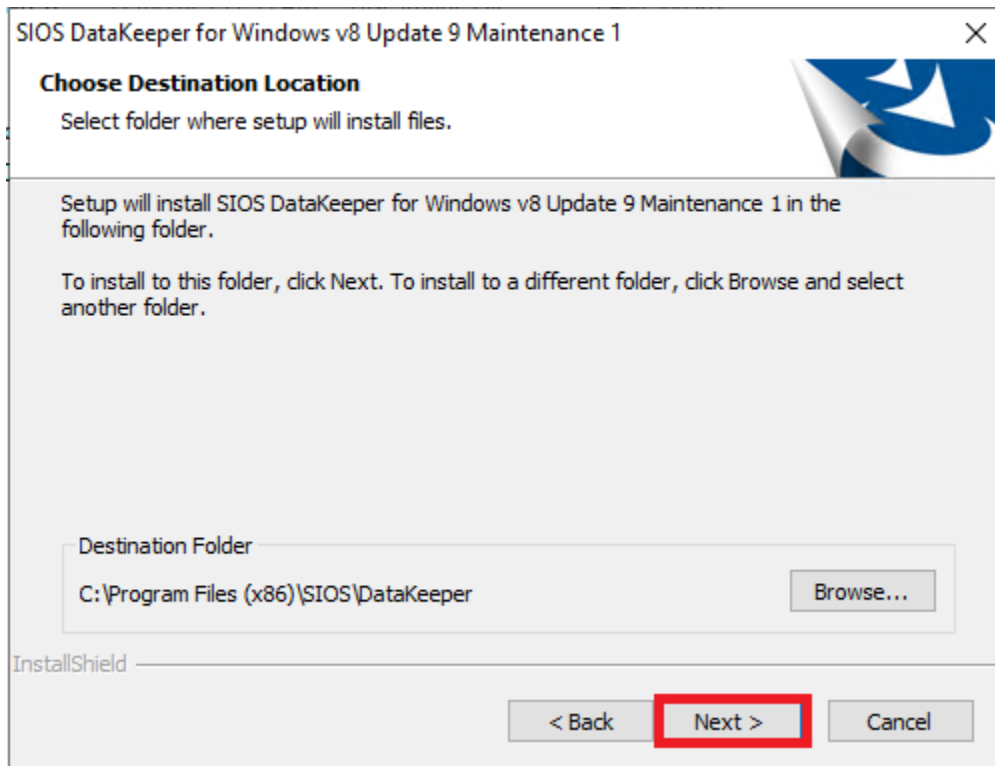 SIOS DataKeeper for Windows v8 Update 9 Maintenance 1
Choose Destination Location
Select folder where setup will install files.
Setup will install SIOS DataKeeper for Windows v8 Update 9 Maintenance 1 in the
following folder.
To install to this folder, click Next. To install to a different folder, click Browse and select
another folder.
Destination Folder
C:\Program Files (x86)\SIOS\DataKeeper
Browse...
InstallShield
< Back
Next >
Cancel